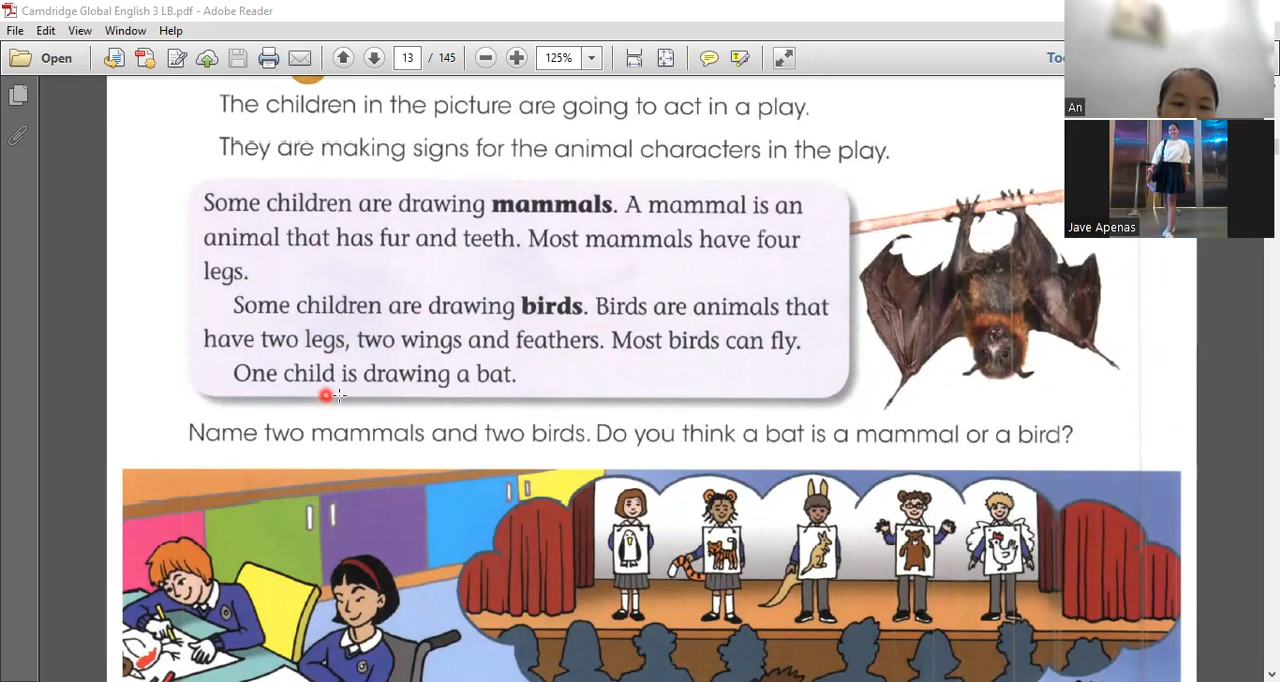 Camdridge Global English 3 LB.pdf - Adobe Reader
File Edit View Window Help
Open 13 / 145 125%
An
Jave Apenas
The children in the picture are going to act in a play.
They are making signs for the animal characters in the play.
Some children are drawing mammals. A mammal is an
animal that has fur and teeth. Most mammals have four
legs.
Some children are drawing birds. Birds are animals that
have two legs, two wings and feathers. Most birds can fly.
One child is drawing a bat.
Name two mammals and two birds. Do you think a bat is a mammal or a bird?